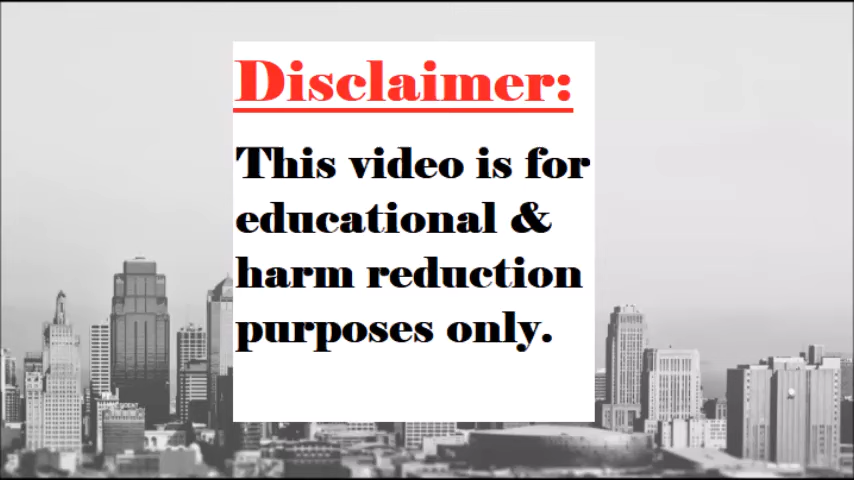 Disclaimer:
This video is for
educational &
harm reduction
purposes only.